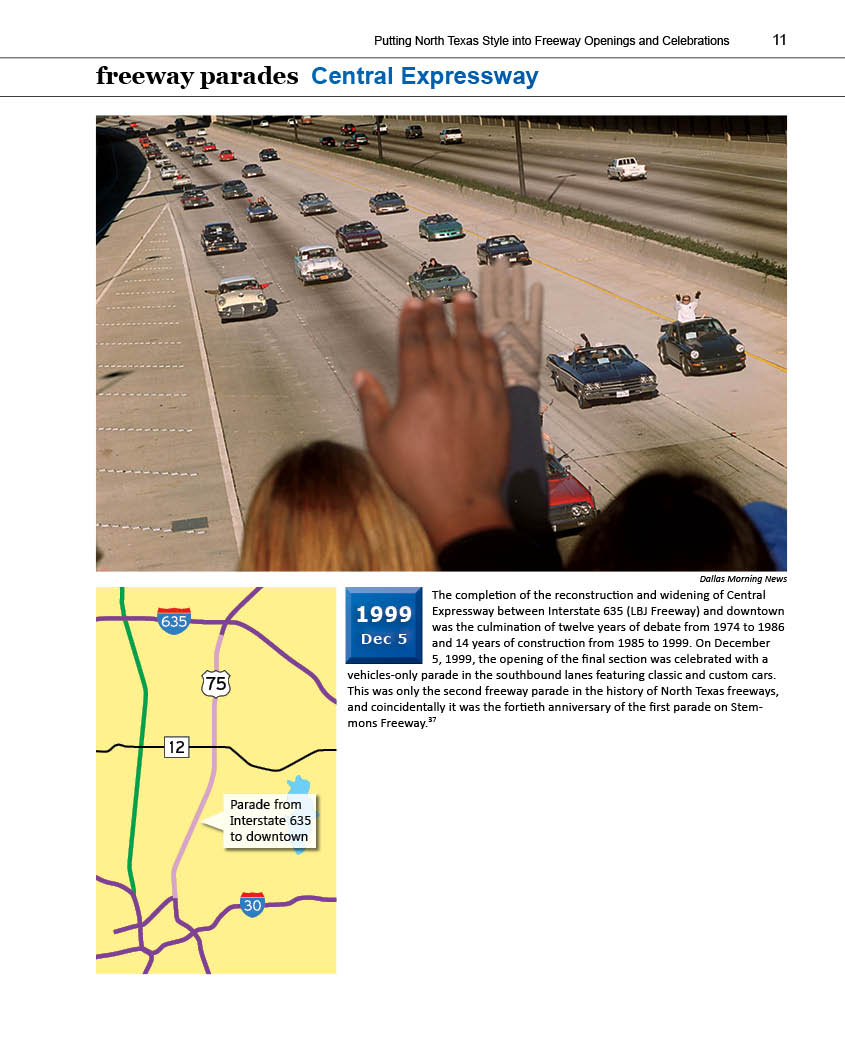 Putting North Texas Style into Freeway Openings and Celebrations 11
freeway parades Central Expressway
Dallas Morning News
635
75
12
Parade from
Interstate 635
to downtown
30
1999
Dec 5
The completion of the reconstruction and widening of Central
Expressway between Interstate 635 (LBJ Freeway) and downtown
was the culmination of twelve years of debate from 1974 to 1986
and 14 years of construction from 1985 to 1999. On December
5, 1999, the opening of the final section was celebrated with a
vehicles-only parade in the southbound lanes featuring classic and custom cars.
This was only the second freeway parade in the history of North Texas freeways,
and coincidentally it was the fortieth anniversary of the first parade on Stem-
mons Freeway.³⁷